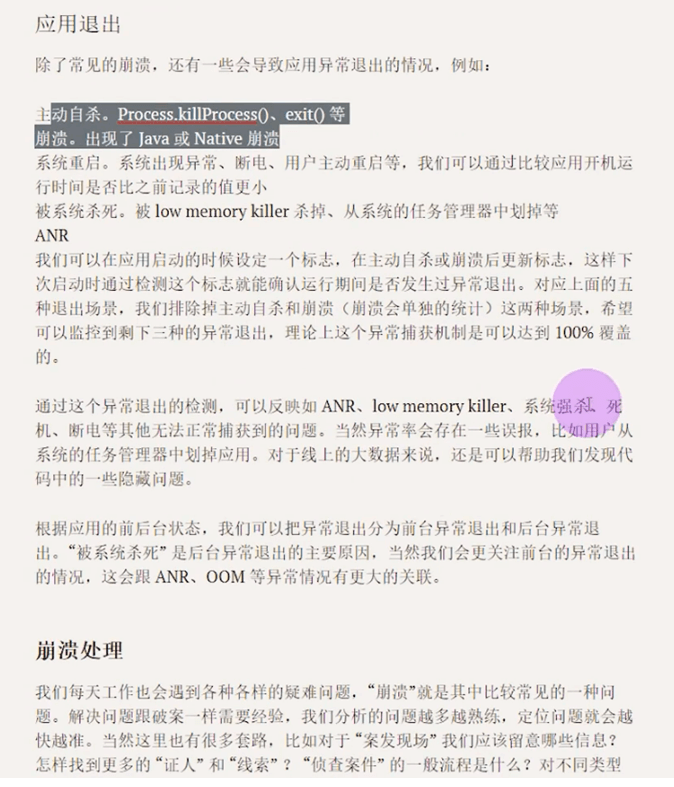 应用退出
除了常见的崩溃，还有一些会导致应用异常退出的情况，例如：
主动自杀。Process.killProcess()、exit() 等
崩溃。出现了 Java 或 Native 崩溃
系统重启。系统出现异常、断电、用户主动重启等，我们可以通过比较应用开机运
行时间是否比之前记录的值更小
被系统杀死。被 low memory killer 杀掉、从系统的任务管理器中划掉等
ANR
我们可以在应用启动的时候设定一个标志，在主动自杀或崩溃后更新标志，这样下
次启动时通过检测这个标志就能确认运行期间是否发生过异常退出。对应上面的五
种退出场景，我们排除掉主动自杀和崩溃（崩溃会单独的统计）这两种场景，希望
可以监控到剩下三种的异常退出，理论上这个异常捕获机制是可以达到 100% 覆盖
的。
通过这个异常退出的检测，可以反映如 ANR、low memory killer、系统强杀、死
机、断电等其他无法正常捕获到的问题。当然异常率会存在一些误报，比如用户从
系统的任务管理器中划掉应用。对于线上的大数据来说，还是可以帮助我们发现代
码中的一些隐藏问题。
根据应用的前后台状态，我们可以把异常退出分为前台异常退出和后台异常退
出。“被系统杀死” 是后台异常退出的主要原因，当然我们会更关注前台的异常退出
的情况，这会跟 ANR、OOM 等异常情况有更大的关联。
崩溃处理
我们每天工作也会遇到各种各样的疑难问题，“崩溃”就是其中比较常见的一种问
题。解决问题跟破案一样需要经验，我们分析的问题越多越熟练，定位问题就会越
快越准。当然这里也有很多套路，比如对于“案发现场” 我们应该留意哪些信息？
怎样找到更多的“证人” 和“线索” ？“侦查案件” 的一般流程是什么？对不同类型